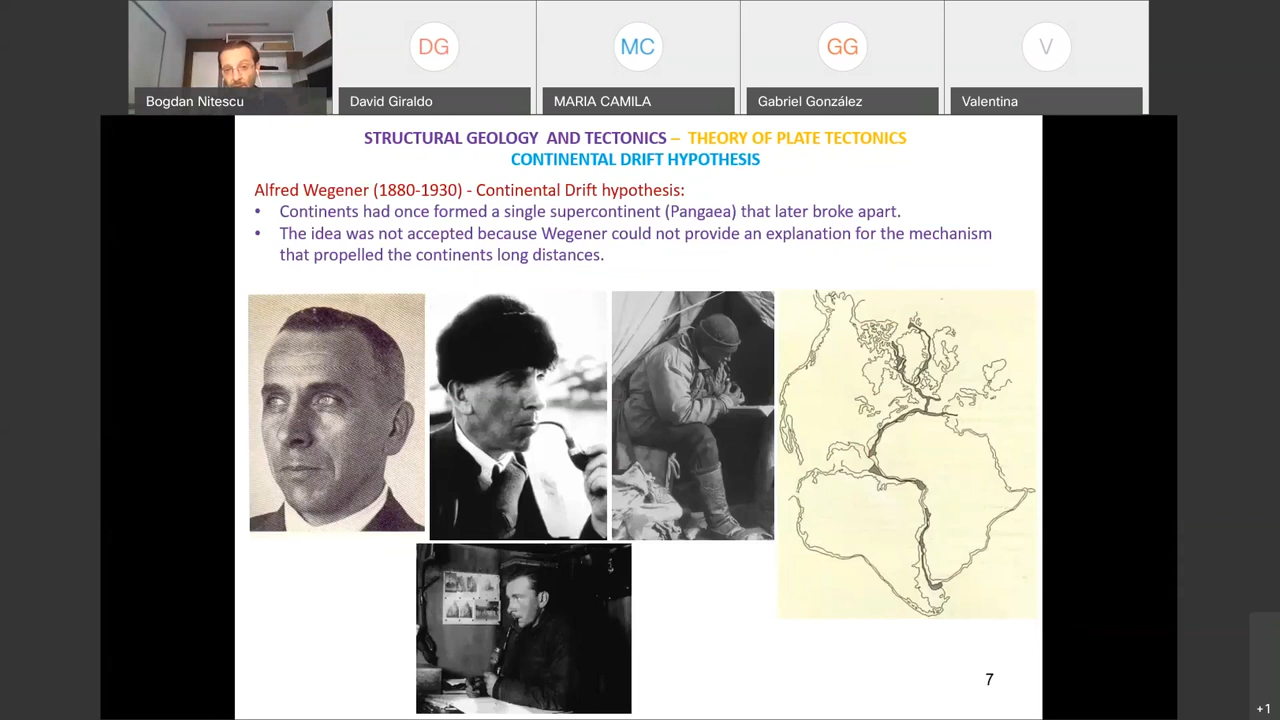 DG
MC
GG
V
Bogdan Nitescu
David Giraldo
MARIA CAMILA
Gabriel González
Valentina
STRUCTURAL GEOLOGY AND TECTONICS – THEORY OF PLATE TECTONICS
CONTINENTAL DRIFT HYPOTHESIS
Alfred Wegener (1880-1930) - Continental Drift hypothesis:
• Continents had once formed a single supercontinent (Pangaea) that later broke apart.
• The idea was not accepted because Wegener could not provide an explanation for the mechanism
that propelled the continents long distances.
7
+1